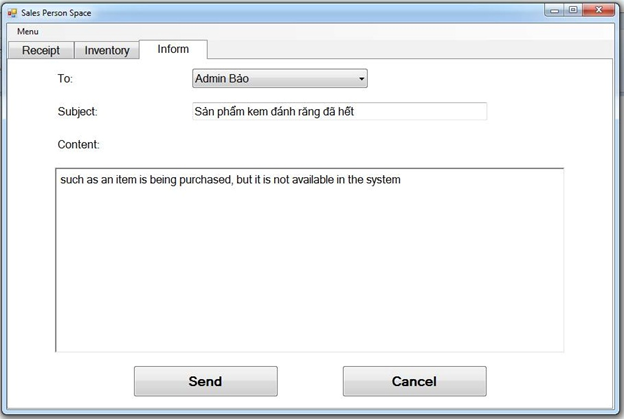 Sales Person Space
Menu
Receipt Inventory Inform
To: Admin Bảo
Subject: Sản phẩm kem đánh răng đã hết
Content:
such as an item is being purchased, but it is not available in the system
Send Cancel